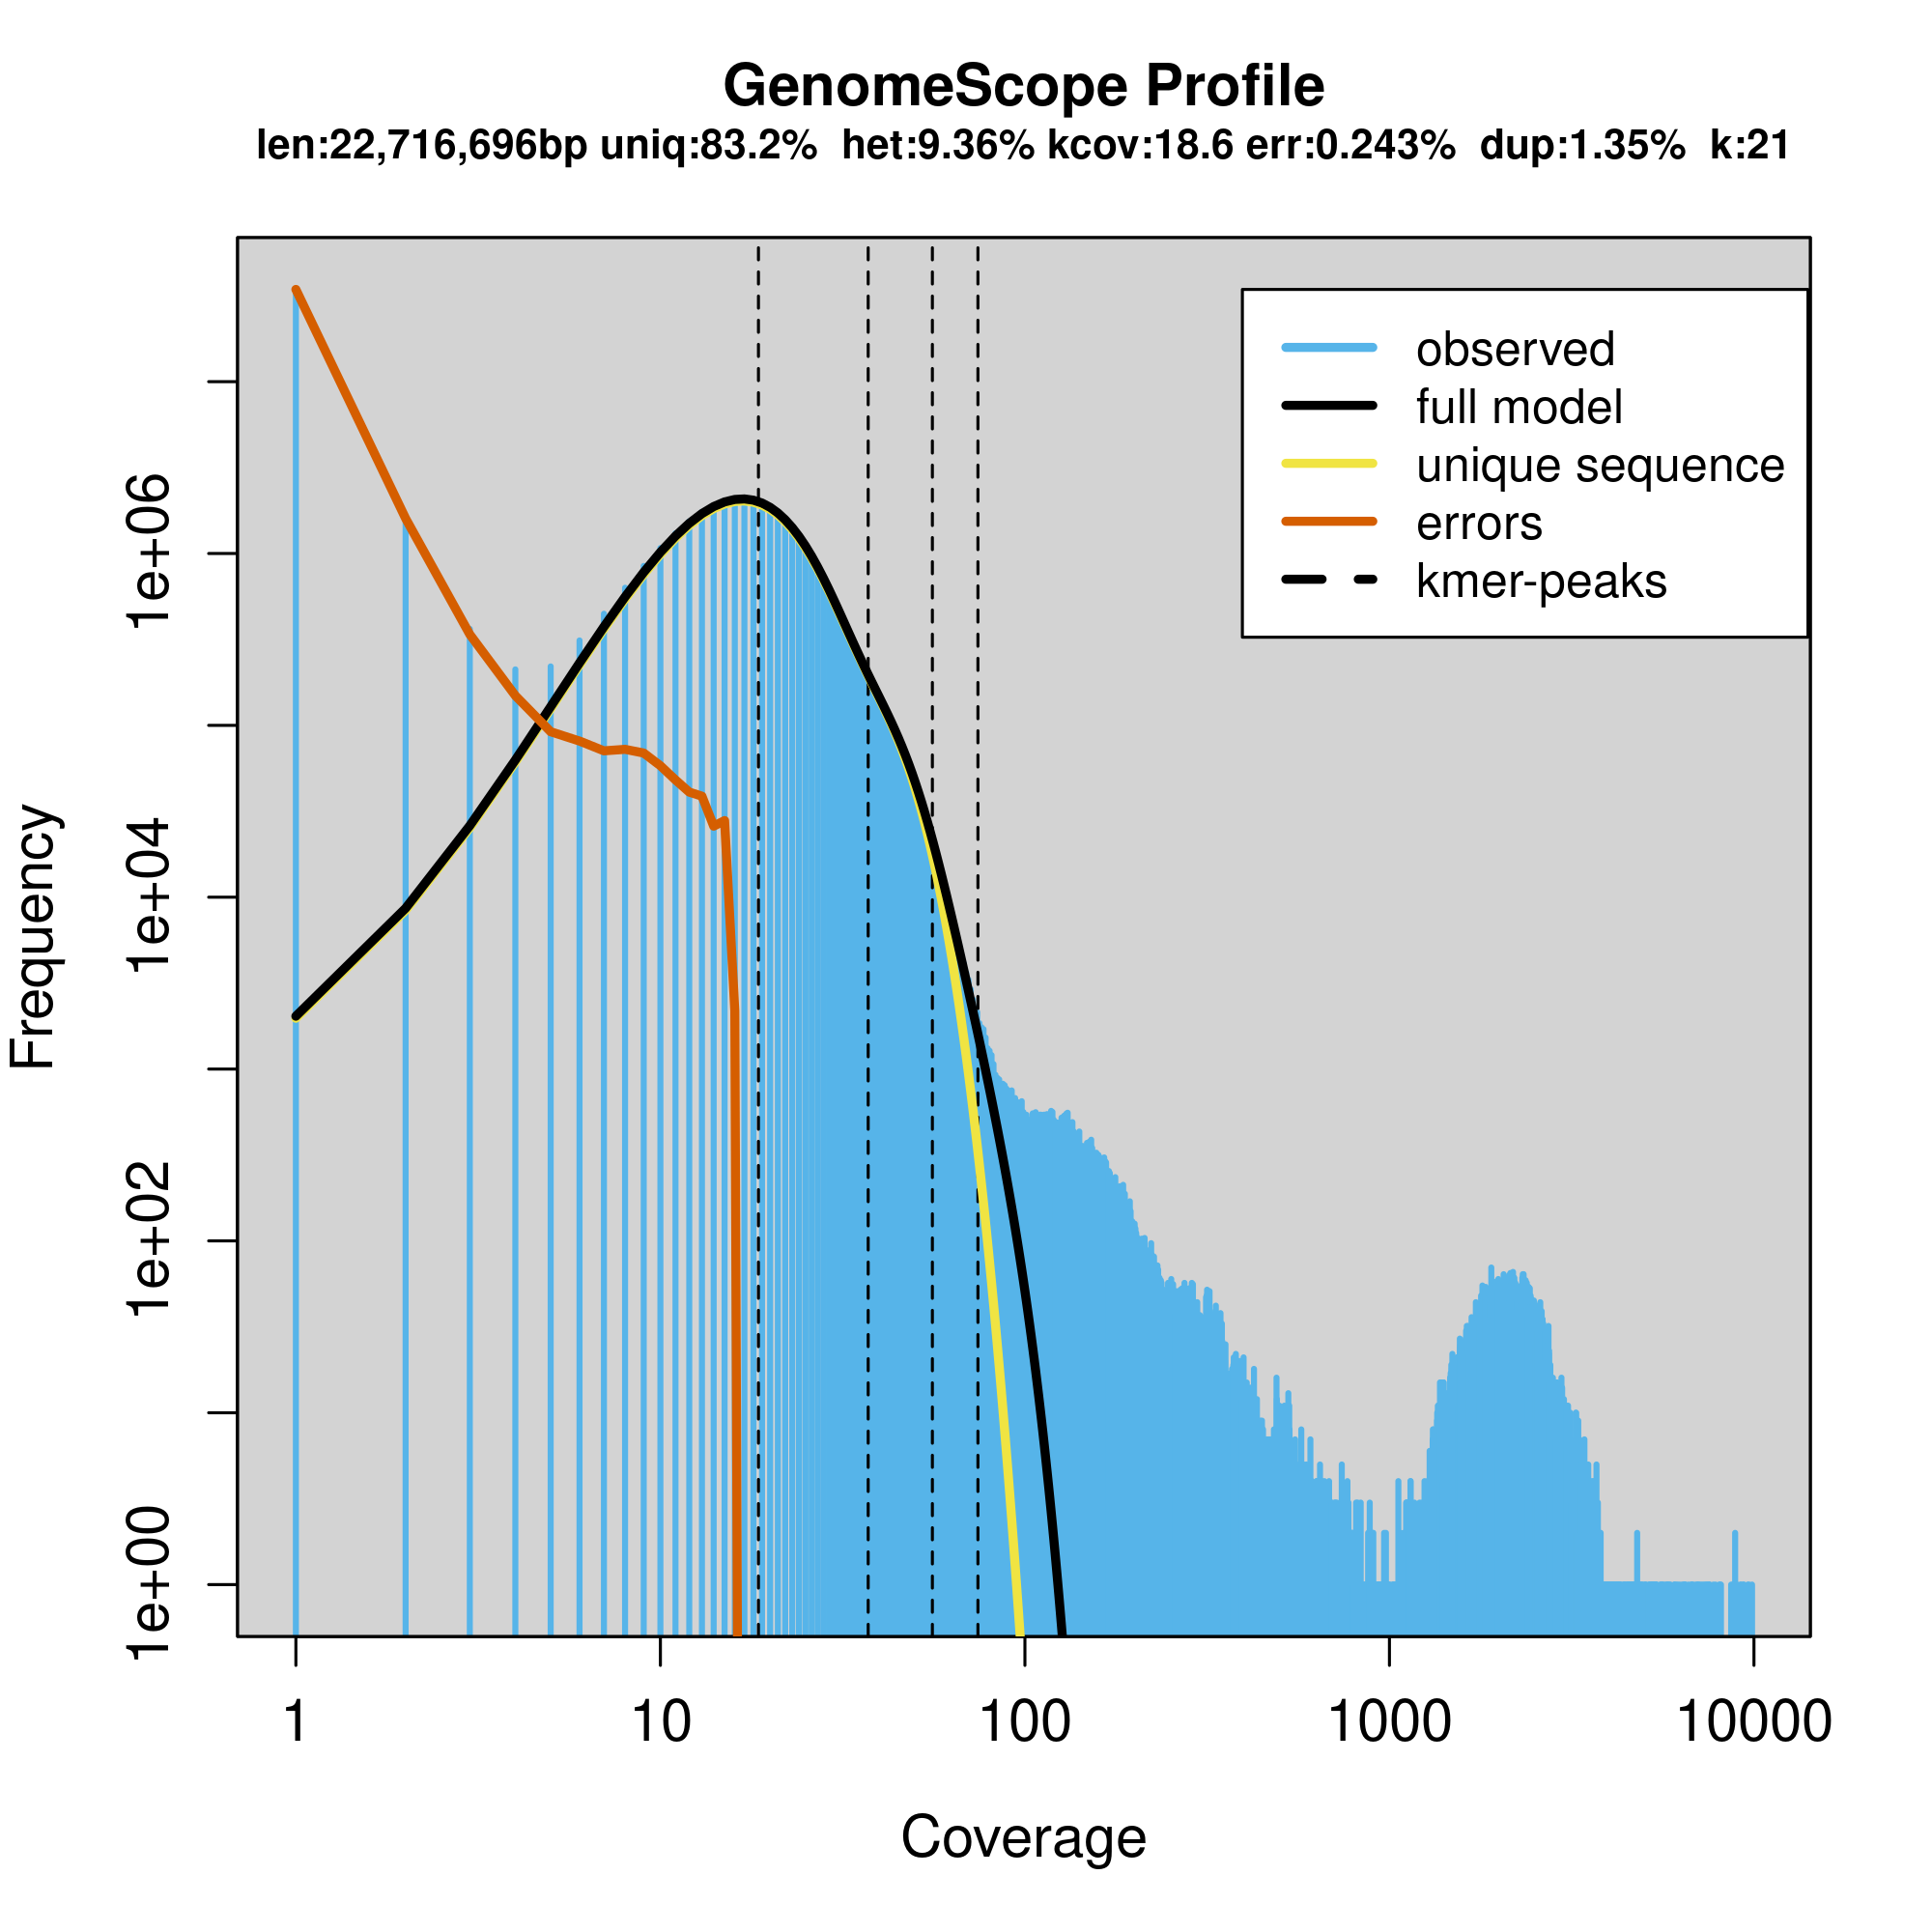 GenomeScope Profile
len:22,716,696bp uniq:83.2% het:9.36% kcov:18.6 err:0.243% dup:1.35% k:21
observed
full model
unique sequence
errors
kmer-peaks
Frequency
1e+06
1e+04
1e+02
1e+00
1 10 100 1000 10000
Coverage